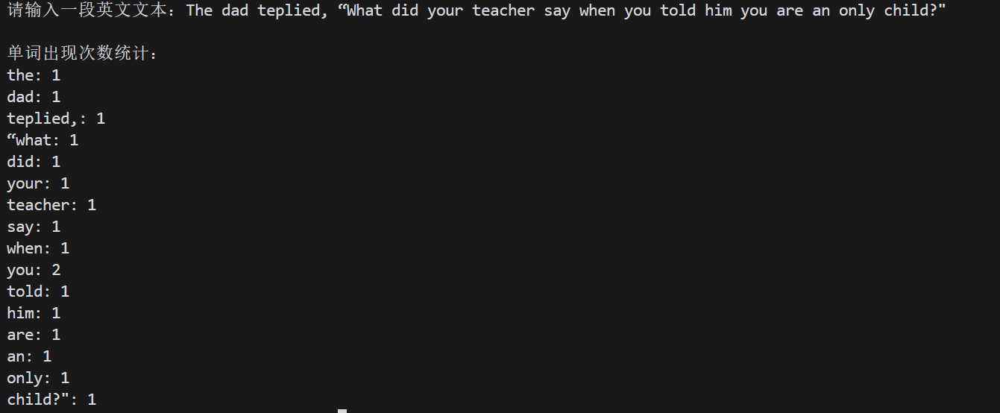 请输入一段英文文本：The dad teplied, “What did your teacher say when you told him you are an only child?"
单词出现次数统计：
the: 1
dad: 1
teplied,: 1
“what: 1
did: 1
your: 1
teacher: 1
say: 1
when: 1
you: 2
told: 1
him: 1
are: 1
an: 1
only: 1
child?": 1